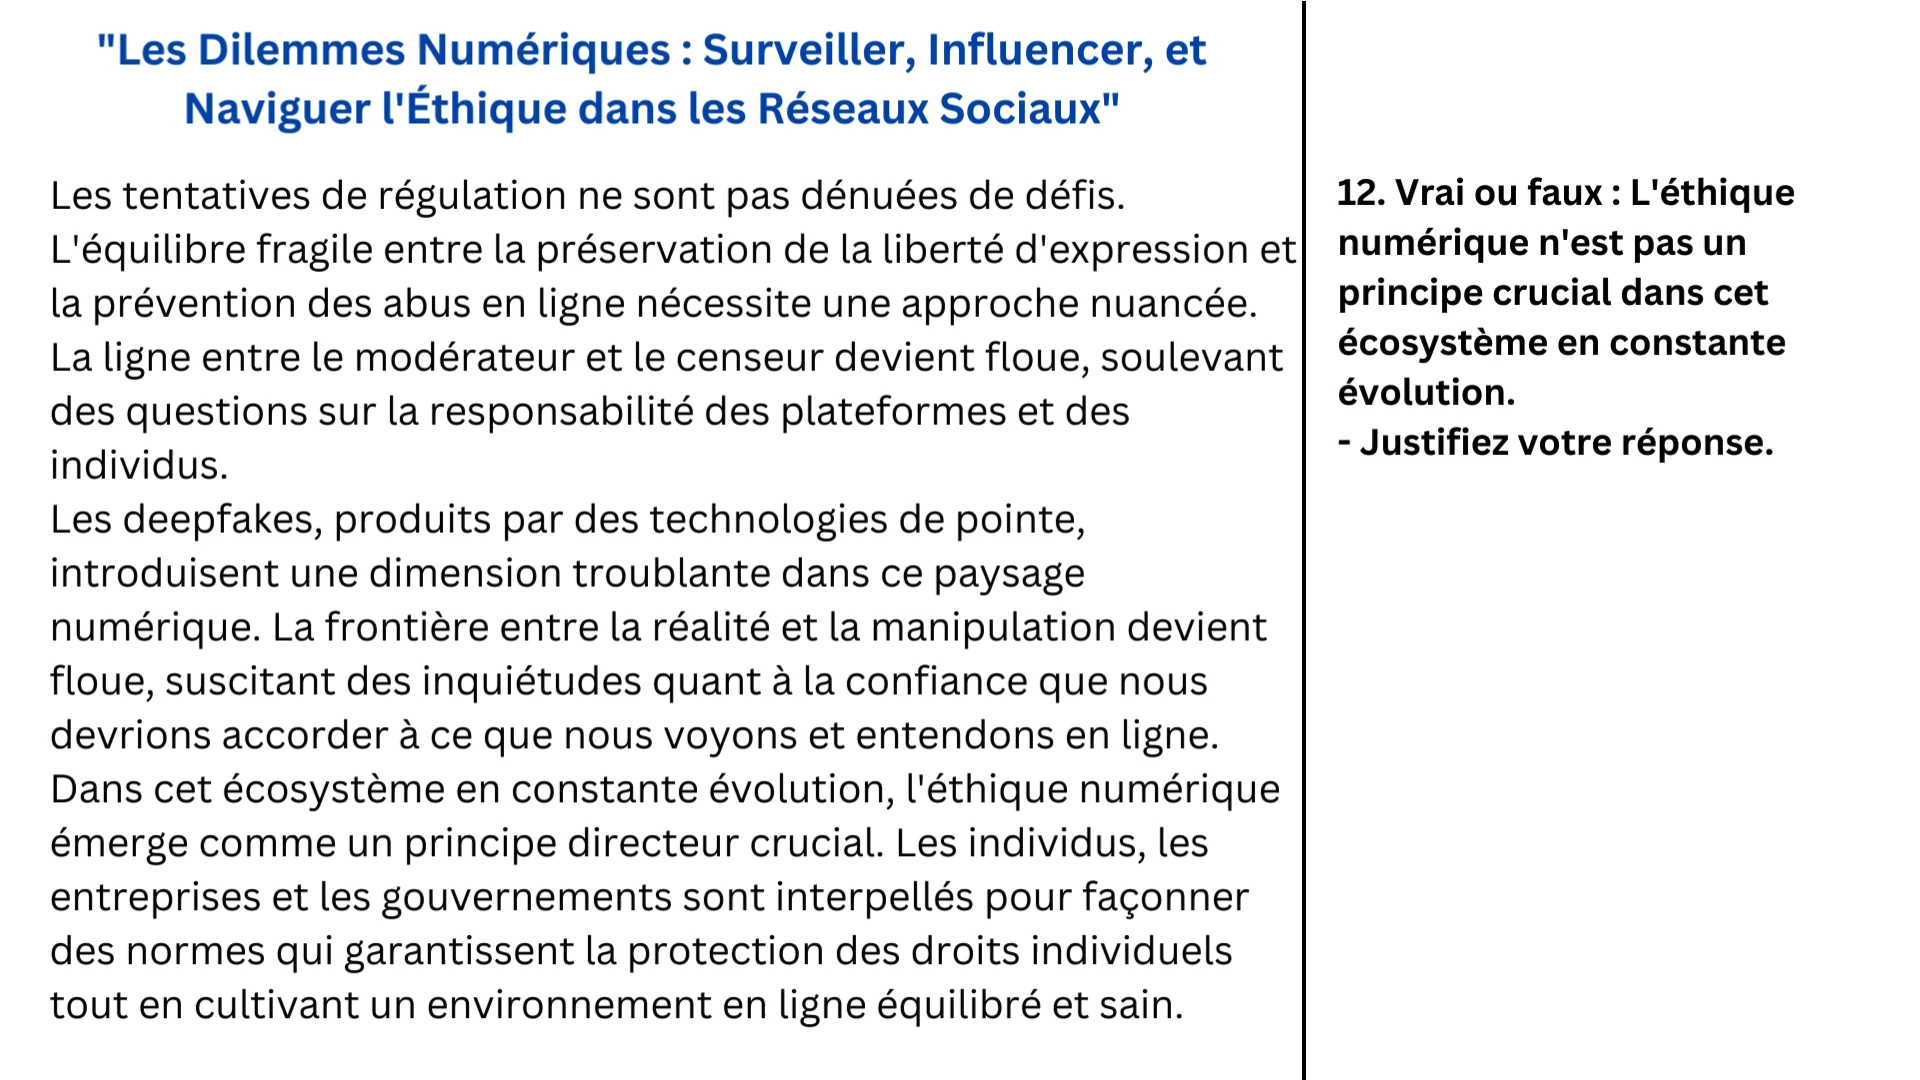 "Les Dilemmes Numériques : Surveiller, Influencer, et
Naviguer l'Éthique dans les Réseaux Sociaux"
Les tentatives de régulation ne sont pas dénuées de défis.
L'équilibre fragile entre la préservation de la liberté d'expression et
la prévention des abus en ligne nécessite une approche nuancée.
La ligne entre le modérateur et le censeur devient floue, soulevant
des questions sur la responsabilité des plateformes et des
individus.
Les deepfakes, produits par des technologies de pointe,
introduisent une dimension troublante dans ce paysage
numérique. La frontière entre la réalité et la manipulation devient
floue, suscitant des inquiétudes quant à la confiance que nous
devrions accorder à ce que nous voyons et entendons en ligne.
Dans cet écosystème en constante évolution, l'éthique numérique
émerge comme un principe directeur crucial. Les individus, les
entreprises et les gouvernements sont interpellés pour façonner
des normes qui garantissent la protection des droits individuels
tout en cultivant un environnement en ligne équilibré et sain.
12. Vrai ou faux : L'éthique
numérique n'est pas un
principe crucial dans cet
écosystème en constante
évolution.
- Justifiez votre réponse.